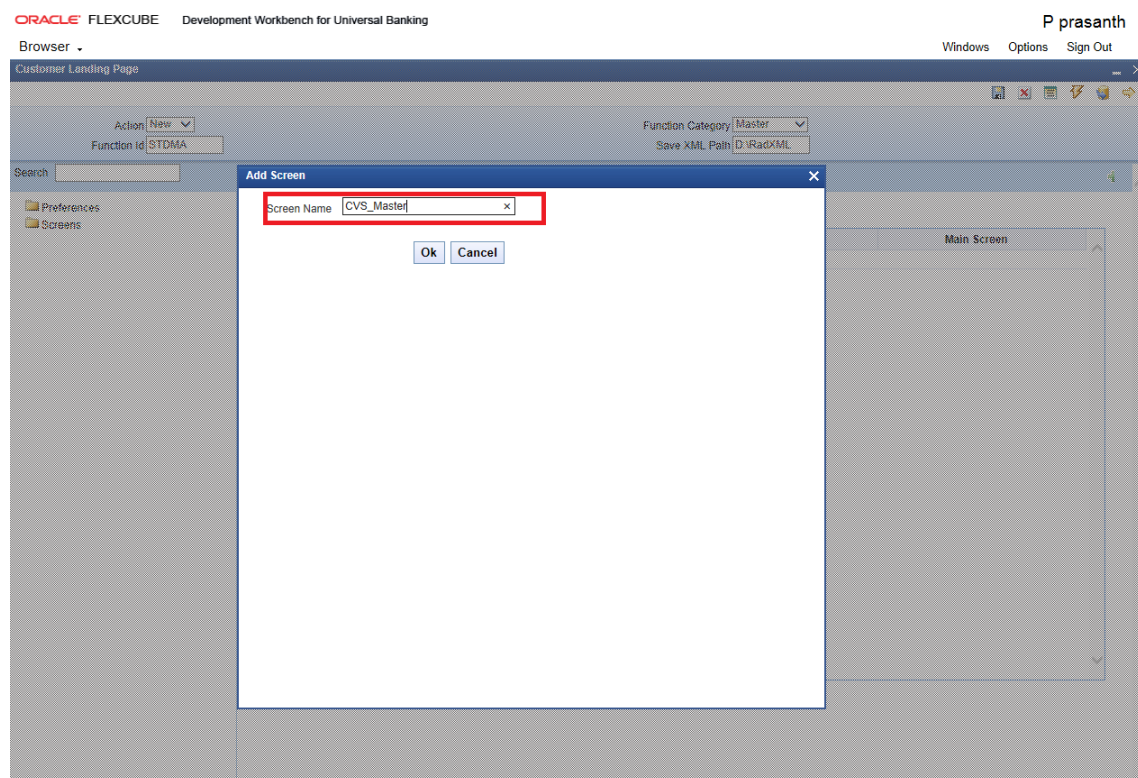 ORACLE® FLEXCUBE Development Workbench for Universal Banking P prasanth
Browser Windows Options Sign Out
Customer Landing Page
Action New Function Category Master
Function Id STDMA Save XML Path D:\RadXML
Search
Add Screen
Preferences
Screens
Screen Name CVS_Master
Main Screen
Ok Cancel